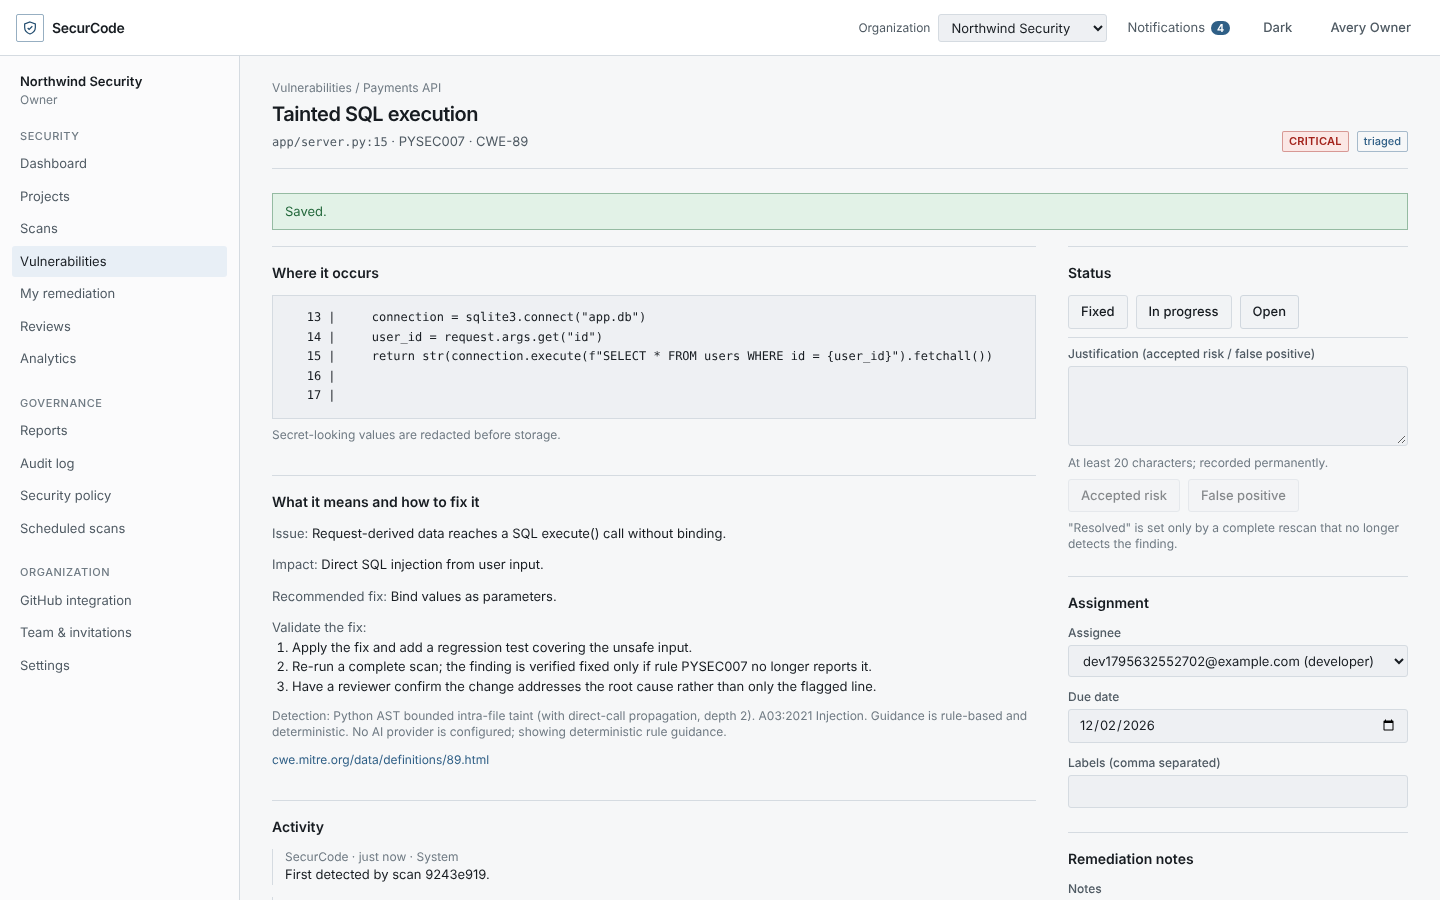 SecurCode
Organization
Northwind Security
Notifications 4
Dark
Avery Owner
Northwind Security
Owner
SECURITY
Dashboard
Projects
Scans
Vulnerabilities
My remediation
Reviews
Analytics
GOVERNANCE
Reports
Audit log
Security policy
Scheduled scans
ORGANIZATION
GitHub integration
Team & invitations
Settings
Vulnerabilities / Payments API
Tainted SQL execution
app/server.py:15 · PYSEC007 · CWE-89
CRITICAL
triaged
Saved.
Where it occurs
13 | connection = sqlite3.connect("app.db")
14 | user_id = request.args.get("id")
15 | return str(connection.execute(f"SELECT * FROM users WHERE id = {user_id}").fetchall())
16 |
17 |
Secret-looking values are redacted before storage.
What it means and how to fix it
Issue: Request-derived data reaches a SQL execute() call without binding.
Impact: Direct SQL injection from user input.
Recommended fix: Bind values as parameters.
Validate the fix:
1. Apply the fix and add a regression test covering the unsafe input.
2. Re-run a complete scan; the finding is verified fixed only if rule PYSEC007 no longer reports it.
3. Have a reviewer confirm the change addresses the root cause rather than only the flagged line.
Detection: Python AST bounded intra-file taint (with direct-call propagation, depth 2). A03:2021 Injection. Guidance is rule-based and
deterministic. No AI provider is configured; showing deterministic rule guidance.
cwe.mitre.org/data/definitions/89.html
Activity
SecurCode · just now · System
First detected by scan 9243e919.
Status
Fixed
In progress
Open
Justification (accepted risk / false positive)
At least 20 characters; recorded permanently.
Accepted risk
False positive
"Resolved" is set only by a complete rescan that no longer
detects the finding.
Assignment
Assignee
dev1795632552702@example.com (developer)
Due date
12/02/2026
Labels (comma separated)
Remediation notes
Notes